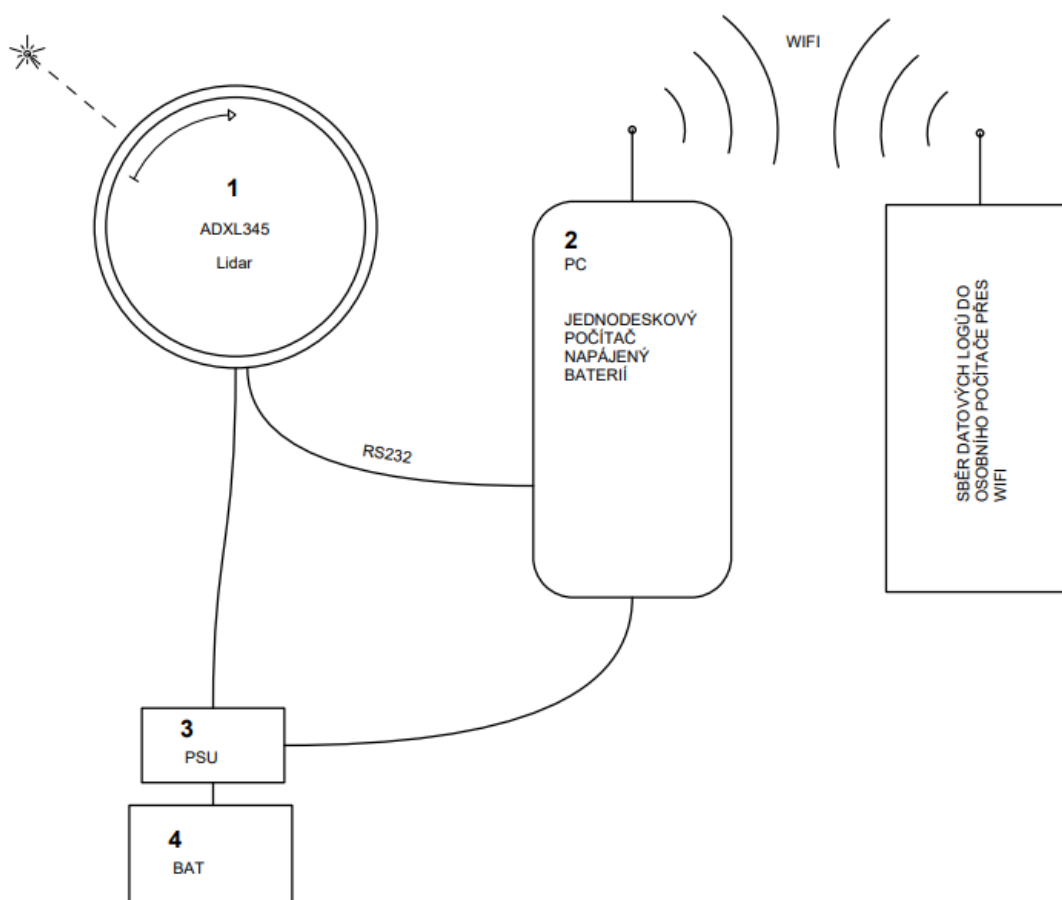 WIFI
1
ADXL345
Lidar
2
PC
JEDNODESKOVÝ
POČÍTAČ
NAPÁJENÝ
BATERIÍ
SBĚR DATOVÝCH LOGŮ DO
OSOBNÍHO POČÍTAČE PŘES
WIFI
RS232
3
PSU
4
BAT